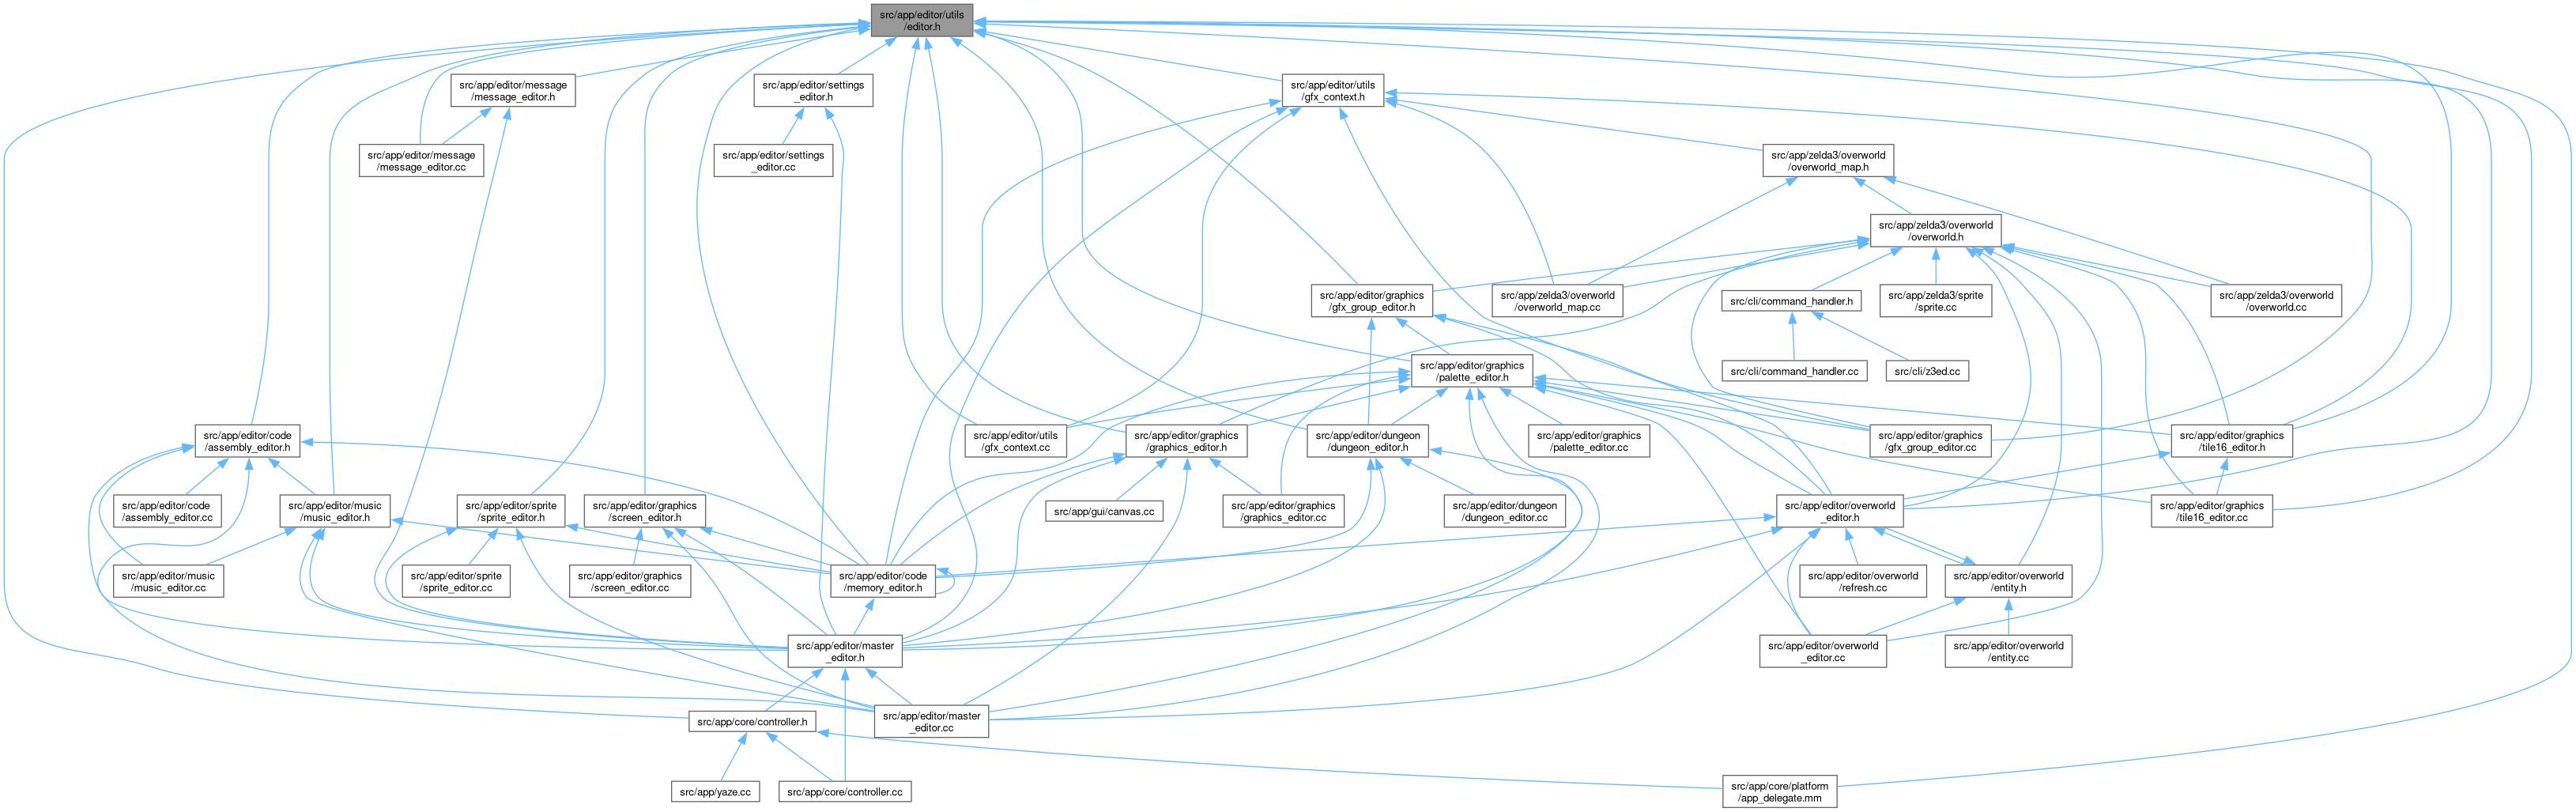 src/app/editor/utils
/editor.h
src/app/editor/message
/message_editor.h
src/app/editor/settings
_editor.h
src/app/editor/utils
/gfx_context.h
src/app/editor/message
/message_editor.cc
src/app/editor/settings
_editor.cc
src/app/zelda3/overworld
/overworld_map.h
src/app/zelda3/overworld
/overworld.h
src/app/editor/graphics
/gfx_group_editor.h
src/app/zelda3/overworld
/overworld_map.cc
src/cli/command_handler.h
src/app/zelda3/sprite
/sprite.cc
src/app/zelda3/overworld
/overworld.cc
src/app/editor/graphics
/palette_editor.h
src/cli/command_handler.cc
src/cli/z3ed.cc
src/app/editor/code
/assembly_editor.h
src/app/editor/utils
/gfx_context.cc
src/app/editor/graphics
/graphics_editor.h
src/app/editor/dungeon
/dungeon_editor.h
src/app/editor/graphics
/palette_editor.cc
src/app/editor/graphics
/gfx_group_editor.cc
src/app/editor/graphics
/tile16_editor.h
src/app/editor/code
/assembly_editor.cc
src/app/editor/music
/music_editor.h
src/app/editor/sprite
/sprite_editor.h
src/app/editor/graphics
/screen_editor.h
src/app/gui/canvas.cc
src/app/editor/graphics
/graphics_editor.cc
src/app/editor/dungeon
/dungeon_editor.cc
src/app/editor/overworld
_editor.h
src/app/editor/graphics
/tile16_editor.cc
src/app/editor/music
/music_editor.cc
src/app/editor/sprite
/sprite_editor.cc
src/app/editor/graphics
/screen_editor.cc
src/app/editor/code
/memory_editor.h
src/app/editor/overworld
/refresh.cc
src/app/editor/overworld
/entity.h
src/app/editor/master
_editor.h
src/app/editor/overworld
_editor.cc
src/app/editor/overworld
/entity.cc
src/app/core/controller.h
src/app/editor/master
_editor.cc
src/app/yaze.cc
src/app/core/controller.cc
src/app/core/platform
/app_delegate.mm